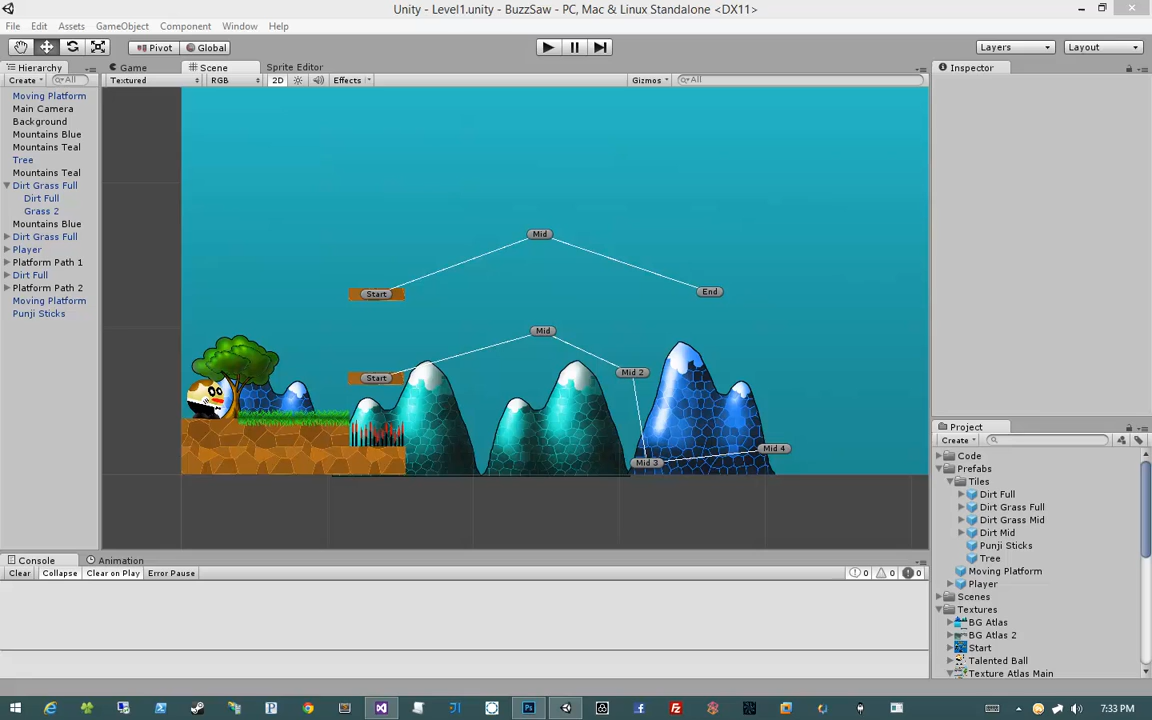 Unity - Level1.unity - BuzzSaw - PC, Mac & Linux Standalone <DX11>
File Edit Assets GameObject Component Window Help
Pivot Global Layers Layout
Hierarchy Game Scene Sprite Editor Inspector
Create All Textured RGB 2D Effects Gizmos All
Moving Platform
Main Camera
Background
Mountains Blue
Mountains Teal
Tree
Mountains Teal
Dirt Grass Full
Dirt Full
Grass 2
Mountains Blue
Dirt Grass Full
Player
Platform Path 1
Dirt Full
Platform Path 2
Moving Platform
Punji Sticks
Mid
Start
End
Mid
Start
Mid 2
Mid 3
Mid 4
Project
Create
Code
Prefabs
Tiles
Dirt Full
Dirt Grass Full
Dirt Grass Mid
Dirt Mid
Punji Sticks
Tree
Moving Platform
Player
Scenes
Textures
BG Atlas
BG Atlas 2
Start
Talented Ball
Texture Atlas Main
Console Animation
Clear Collapse Clear on Play Error Pause 0 0 0
7:33 PM